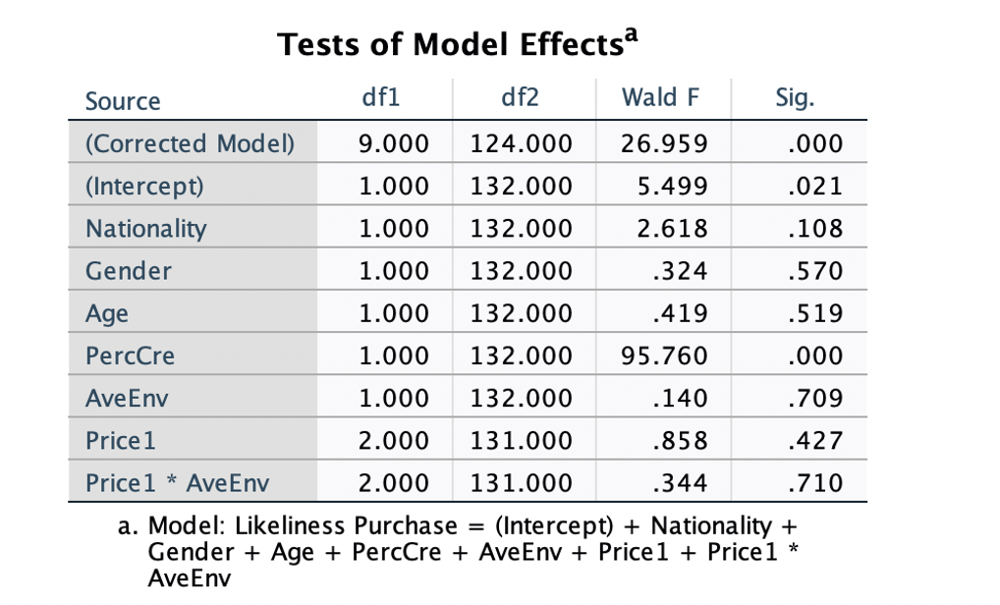 Tests of Model Effectsa
Source df1 df2 Wald F Sig.
(Corrected Model) 9.000 124.000 26.959 .000
(Intercept) 1.000 132.000 5.499 .021
Nationality 1.000 132.000 2.618 .108
Gender 1.000 132.000 .324 .570
Age 1.000 132.000 .419 .519
PercCre 1.000 132.000 95.760 .000
AveEnv 1.000 132.000 .140 .709
Price1 2.000 131.000 .858 .427
Price1 * AveEnv 2.000 131.000 .344 .710
a. Model: Likeliness Purchase = (Intercept) + Nationality +
Gender + Age + PercCre + AveEnv + Price1 + Price1 *
AveEnv